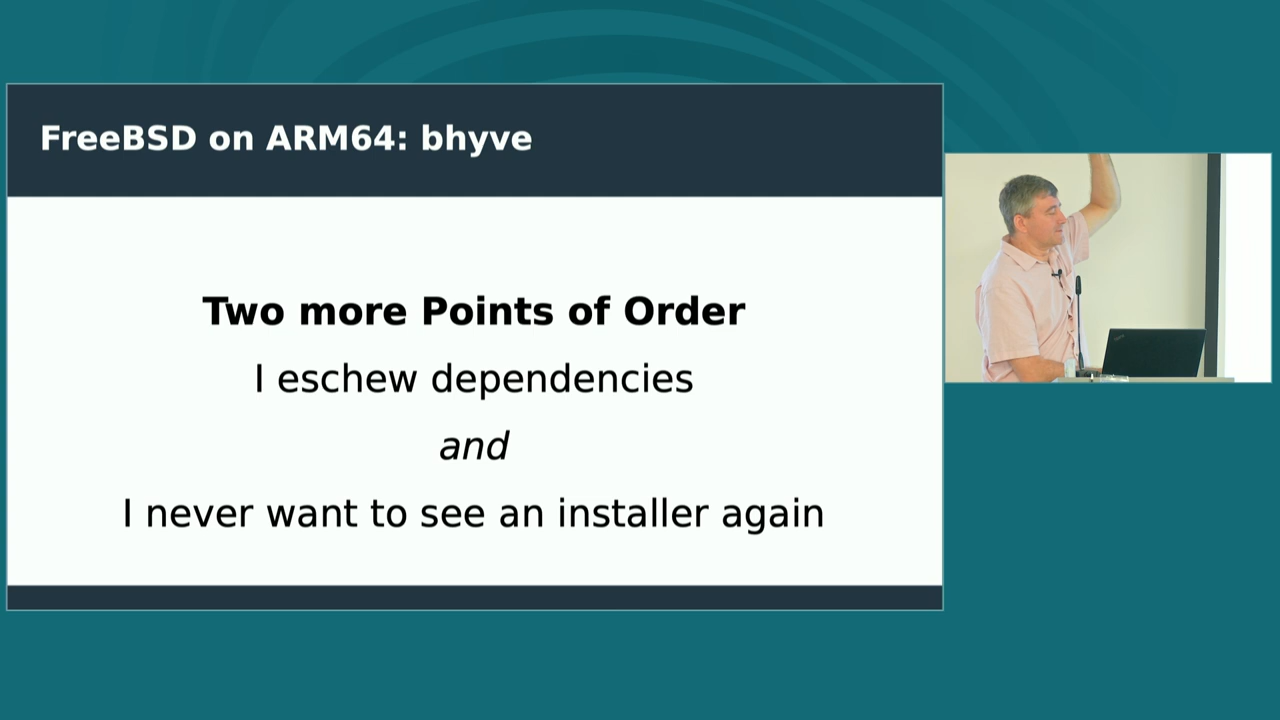 FreeBSD on ARM64: bhyve
Two more Points of Order
I eschew dependencies
and
I never want to see an installer again